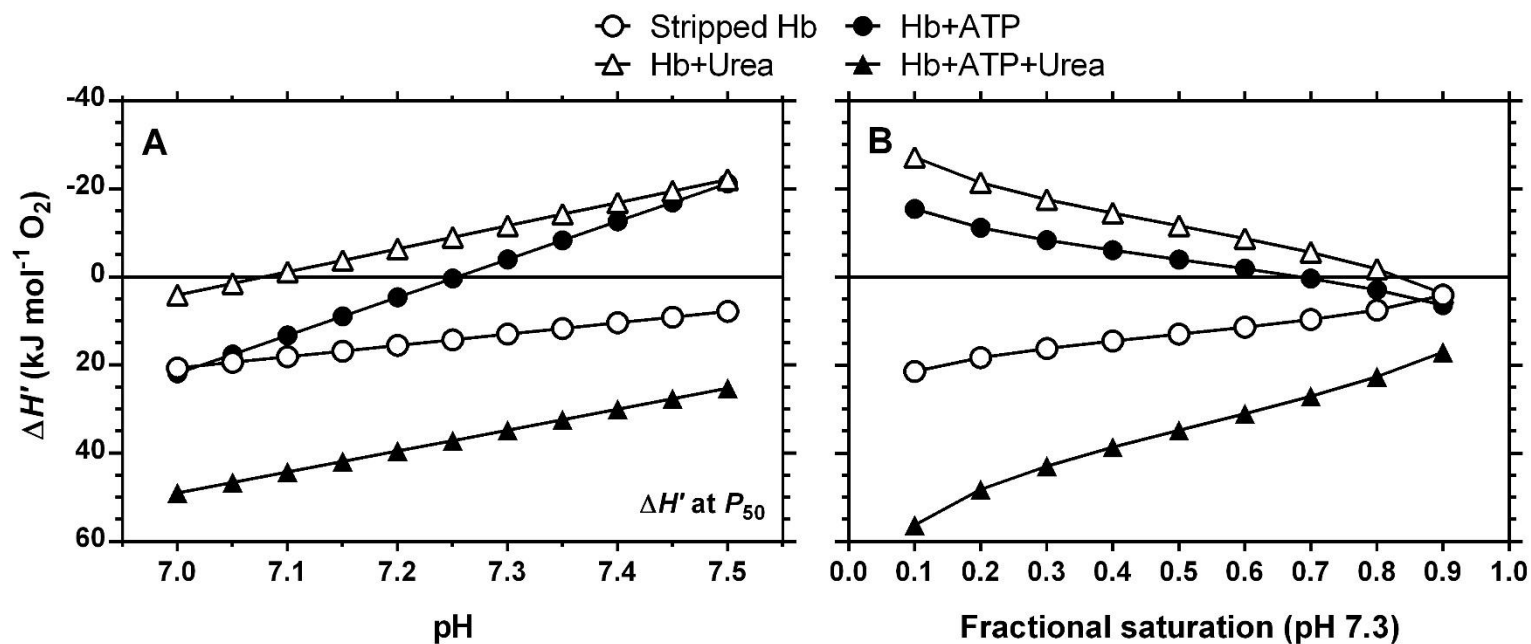 Stripped Hb Hb+ATP
Hb+Urea Hb+ATP+Urea
A B
-40
-20
0
20
40
60
ΔH′ (kJ mol⁻¹ O₂)
ΔH′ at P₅₀
7.0 7.1 7.2 7.3 7.4 7.5
0.0 0.1 0.2 0.3 0.4 0.5 0.6 0.7 0.8 0.9 1.0
pH Fractional saturation (pH 7.3)